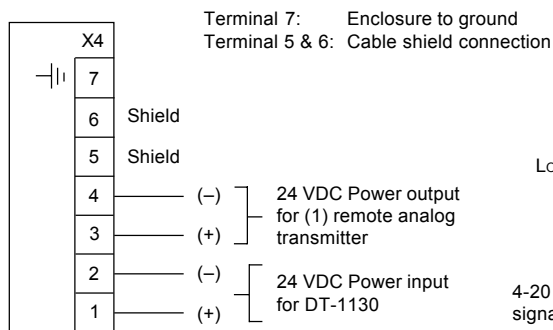 Terminal 7: Enclosure to ground
Terminal 5 & 6: Cable shield connection
X4
7
6 Shield
5 Shield
4 (–) 24 VDC Power output
for (1) remote analog
3 (+) transmitter
2 (–) 24 VDC Power input
for DT-1130
1 (+)
4-20